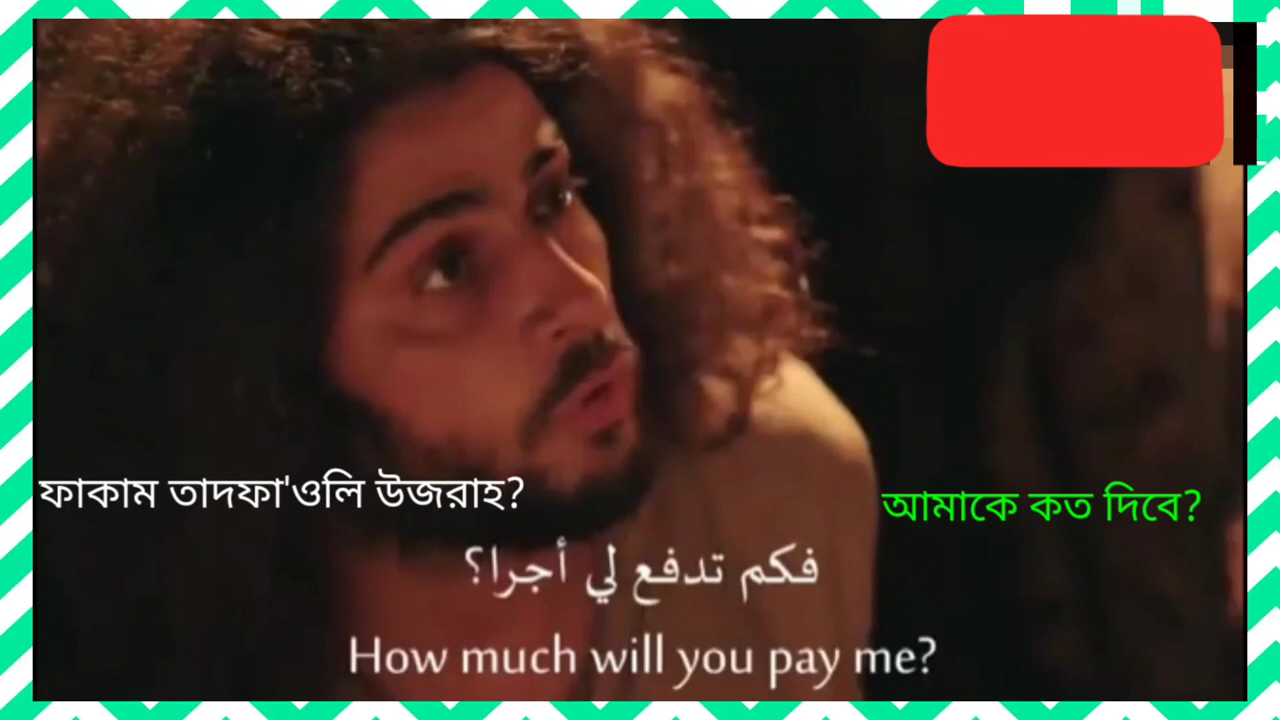 ফাকাম তাদফা'ওলি উজরাহ?
আমাকে কত দিবে?
فكم تدفع لي أجرا؟
How much will you pay me?